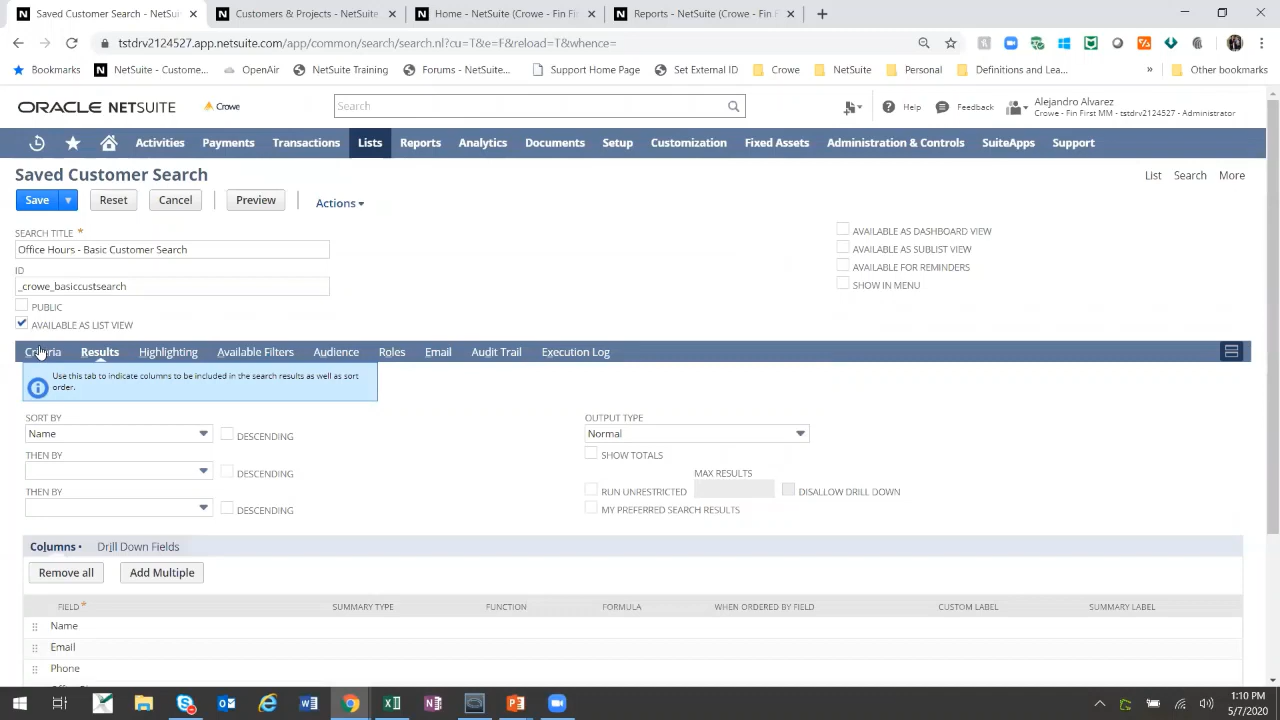 Saved Customer Search - NetSuite
Customers & Projects - NetSuite
Home - NetSuite (Crowe - Fin First
Reports - NetSuite (Crowe - Fin F
tstdrv2124527.app.netsuite.com/app/common/search/search.nl?cu=T&e=F&reload=T&whence=
Bookmarks
NetSuite - Custome...
OpenAir
NetSuite Training
Forums - NetSuite...
Support Home Page
Set External ID
Crowe
NetSuite
Personal
Definitions and Lea...
»
Other bookmarks
ORACLE NETSUITE
Crowe
Search
Help
Feedback
Alejandro Alvarez
Crowe - Fin First MM - tstdrv2124527 - Administrator
Activities
Payments
Transactions
Lists
Reports
Analytics
Documents
Setup
Customization
Fixed Assets
Administration & Controls
SuiteApps
Support
Saved Customer Search
List
Search
More
Save
Reset
Cancel
Preview
Actions
SEARCH TITLE *
Office Hours - Basic Customer Search
ID
_crowe_basiccustsearch
PUBLIC
AVAILABLE AS LIST VIEW
AVAILABLE AS DASHBOARD VIEW
AVAILABLE AS SUBLIST VIEW
AVAILABLE FOR REMINDERS
SHOW IN MENU
Criteria
Results
Highlighting
Available Filters
Audience
Roles
Email
Audit Trail
Execution Log
Use this tab to indicate columns to be included in the search results as well as sort
order.
SORT BY
Name
DESCENDING
THEN BY
DESCENDING
THEN BY
DESCENDING
OUTPUT TYPE
Normal
SHOW TOTALS
MAX RESULTS
RUN UNRESTRICTED
DISALLOW DRILL DOWN
MY PREFERRED SEARCH RESULTS
Columns •
Drill Down Fields
Remove all
Add Multiple
FIELD *
SUMMARY TYPE
FUNCTION
FORMULA
WHEN ORDERED BY FIELD
CUSTOM LABEL
SUMMARY LABEL
Name
Email
Phone
1:10 PM
5/7/2020